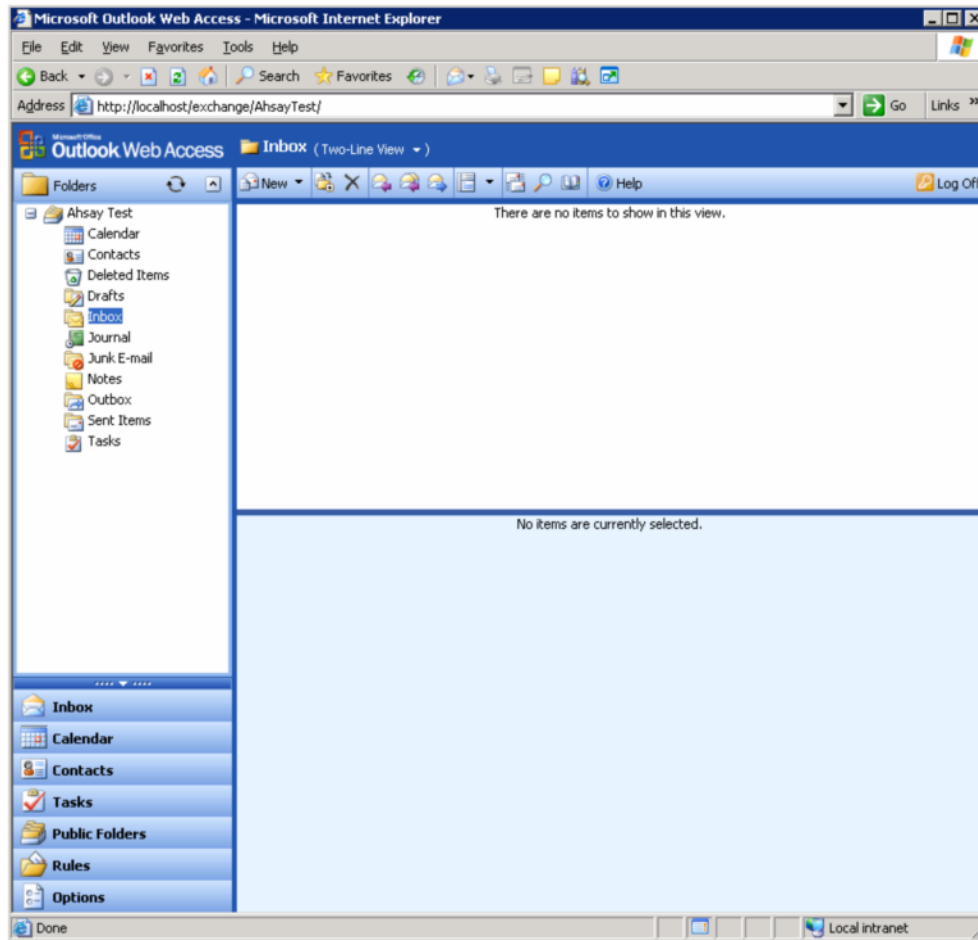 Microsoft Outlook Web Access - Microsoft Internet Explorer
File Edit View Favorites Tools Help
Back Search Favorites
Address http://localhost/exchange/AhsayTest/ Go Links »
Microsoft Office
Outlook Web Access Inbox (Two-Line View)
Folders New Help Log Off
Ahsay Test
Calendar
Contacts
Deleted Items
Drafts
Inbox
Journal
Junk E-mail
Notes
Outbox
Sent Items
Tasks
There are no items to show in this view.
No items are currently selected.
Inbox
Calendar
Contacts
Tasks
Public Folders
Rules
Options
Done Local intranet